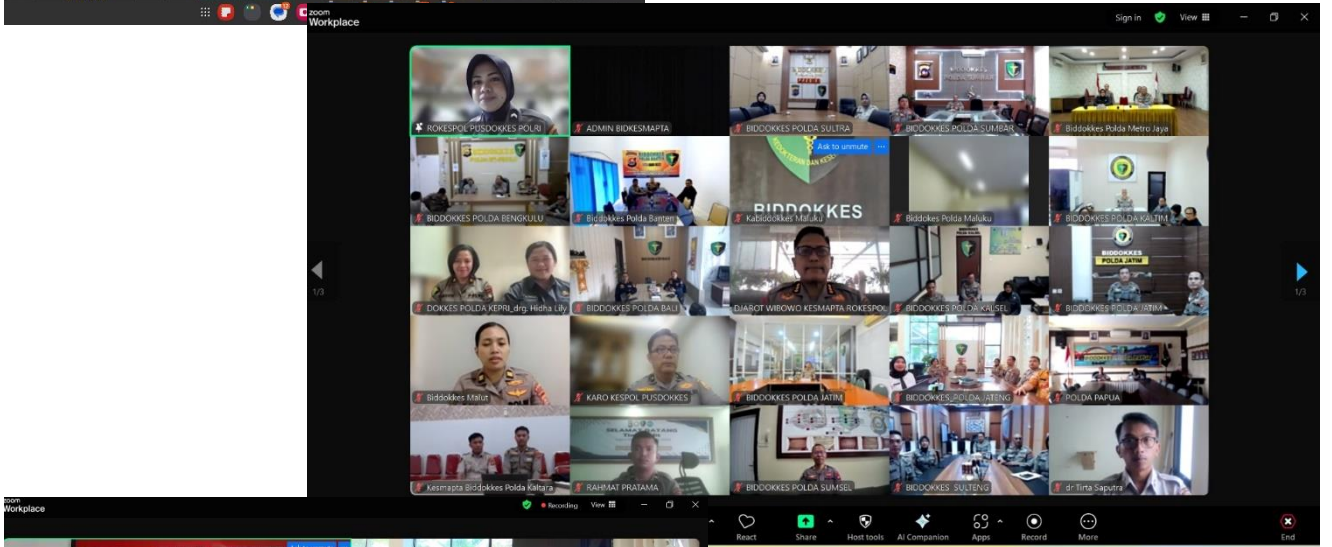 zoom
Workplace
Sign in
View
ROKESPOL PUSDOKKES POLRI
ADMIN BIDKESMAPTA
BIDDOKKES POLDA SULTRA
BIDDOKKES POLDA SUMBAR
Biddokkes Polda Metro Jaya
BIDDOKKES POLDA BENGKULU
Biddokkes Polda Banten
Ask to unmute
BIDDOKKES
Kabiddokkes Maluku
Biddokes Polda Maluku
BIDDOKKES POLDA KALTIM
1/3
DOKKES POLDA KEPRI_drg. Hidha Lily
BIDDOKKES POLDA BALI
DJAROT WIBOWO KESMAPTA ROKESPOL
BIDDOKKES POLDA KALSEL
BIDDOKKES
POLDA JATIM
BIDDOKKES POLDA JATIM
1/3
Biddokkes Malut
KARO KESPOL PUSDOKKES
BIDDOKKES POLDA JATIM
BIDDOKKES_POLDA JATENG
POLDA PAPUA
Kesmapta Biddokkes Polda Kaltara
SELAMAT DATANG
RAHMAT PRATAMA
BIDDOKKES POLDA SUMSEL
BIDDOKKES SULTENG
dr Tirta Saputra
zoom
Workplace
Recording
View
React
Share
Host tools
AI Companion
Apps
Record
More
End